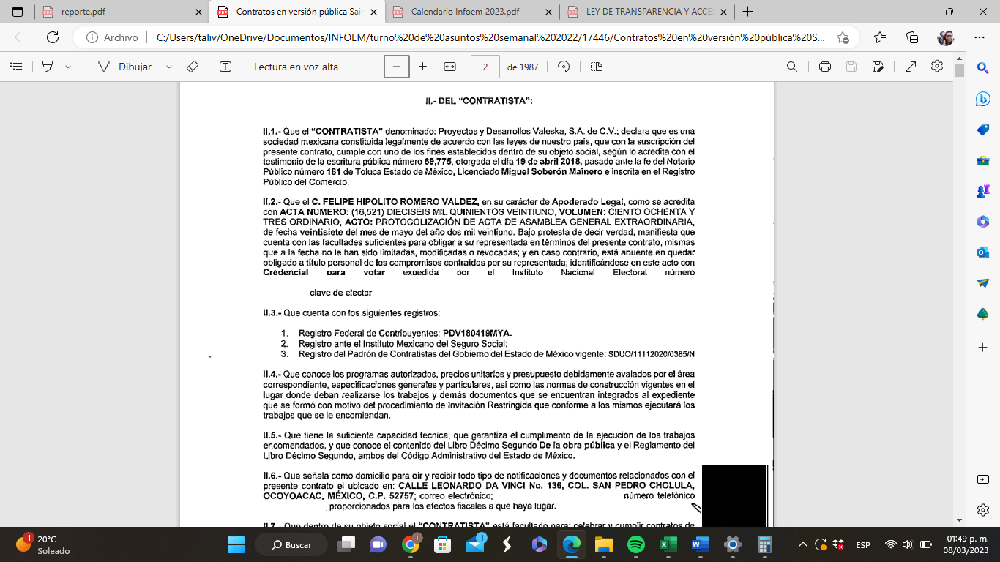 reporte.pdf
Contratos en versión pública Sain
Calendario Infoem 2023.pdf
LEY DE TRANSPARENCIA Y ACCES
Archivo
C:/Users/taliv/OneDrive/Documentos/INFOEM/turno%20de%20asuntos%20semanal%202022/17446/Contratos%20en%20versión%20pública%20S...
Dibujar
Lectura en voz alta
2
de 1987
II.- DEL “CONTRATISTA”:
II.1.- Que el “CONTRATISTA” denominado: Proyectos y Desarrollos Valeska, S.A. de C.V.; declara que es una
sociedad mexicana constituida legalmente de acuerdo con las leyes de nuestro país, que con la suscripción del
presente contrato, cumple con uno de los fines establecidos dentro de su objeto social, según lo acredita con el
testimonio de la escritura pública número 69,775, otorgada el día 19 de abril 2018, pasado ante la fe del Notario
Público número 181 de Toluca Estado de México, Licenciado Miguel Soberón Mainero e inscrita en el Registro
Público del Comercio.
II.2.- Que el C. FELIPE HIPOLITO ROMERO VALDEZ, en su carácter de Apoderado Legal, como se acredita
con ACTA NUMERO: (16,521) DIECISÉIS MIL QUINIENTOS VEINTIUNO, VOLUMEN: CIENTO OCHENTA Y
TRES ORDINARIO, ACTO: PROTOCOLIZACIÓN DE ACTA DE ASAMBLEA GENERAL EXTRAORDINARIA,
de fecha veintisiete del mes de mayo del año dos mil veintiuno. Bajo protesta de decir verdad, manifiesta que
cuenta con las facultades suficientes para obligar a su representada en términos del presente contrato, mismas
que a la fecha no le han sido limitadas, modificadas o revocadas; y en caso contrario, está anuente en quedar
obligado a título personal de los compromisos contraidos por su representada; identificándose en este acto con
Credencial para votar expedida por el Instituto Nacional Electoral número
clave de elector
II.3.- Que cuenta con los siguientes registros:
1. Registro Federal de Contribuyentes: PDV180419MYA.
2. Registro ante el Instituto Mexicano del Seguro Social:
3. Registro del Padrón de Contratistas del Gobierno del Estado de México vigente: SDUO/11112020/0385/N
II.4.- Que conoce los programas autorizados, precios unitarios y presupuesto debidamente avalados por el área
correspondiente, especificaciones generales y particulares, así como las normas de construcción vigentes en el
lugar donde deban realizarse los trabajos y demás documentos que se encuentran integrados al expediente
que se formó con motivo del procedimiento de Invitación Restringida que conforme a los mismos ejecutará los
trabajos que se le encomiendan.
II.5.- Que tiene la suficiente capacidad técnica, que garantiza el cumplimento de la ejecución de los trabajos
encomendados, y que conoce el contenido del Libro Décimo Segundo De la obra pública y el Reglamento del
Libro Décimo Segundo, ambos del Código Administrativo del Estado de México.
II.6.- Que señala como domicilio para oír y recibir todo tipo de notificaciones y documentos relacionados con el
presente contrato el ubicado en: CALLE LEONARDO DA VINCI No. 136, COL. SAN PEDRO CHOLULA,
OCOYOACAC, MÉXICO, C.P. 52757; correo electrónico; número telefónico
proporcionados para los efectos fiscales a que haya lugar.
II.7.- Que dentro de su objeto social el “CONTRATISTA” está facultado para: celebrar y cumplir contratos de
1
20°C
Soleado
Buscar
1
ESP
01:49 p. m.
08/03/2023